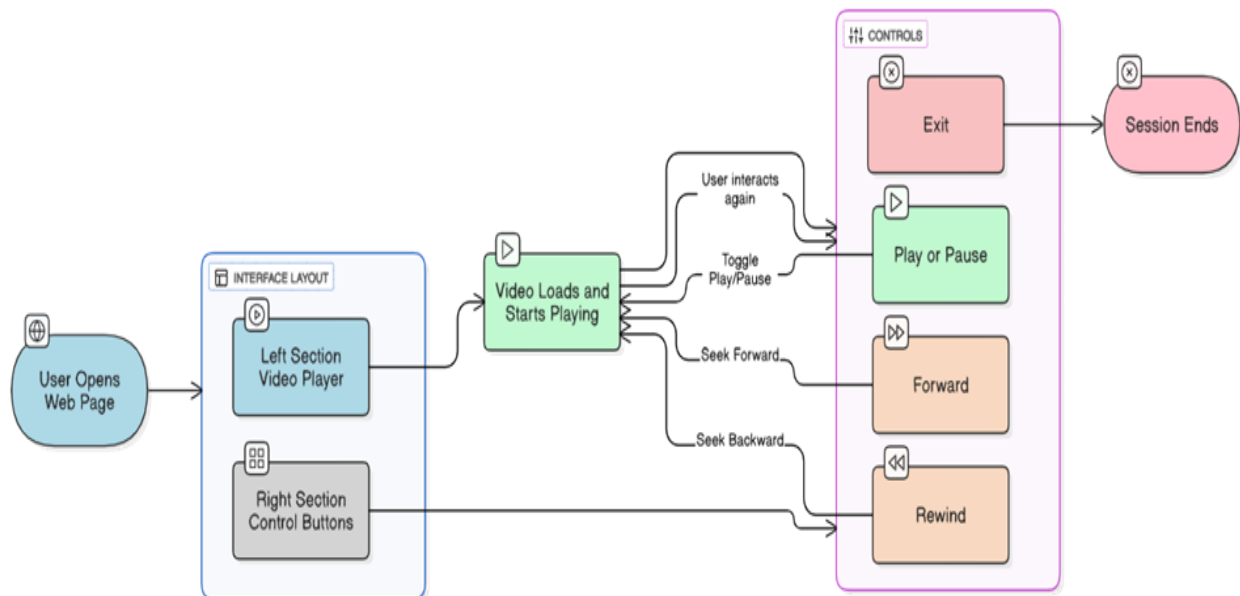 CONTROLS
Exit
Session Ends
User interacts
again
Play or Pause
Toggle
Play/Pause
INTERFACE LAYOUT
Video Loads and
Starts Playing
Left Section
Video Player
User Opens
Web Page
Seek Forward
Forward
Seek Backward
Right Section
Control Buttons
Rewind